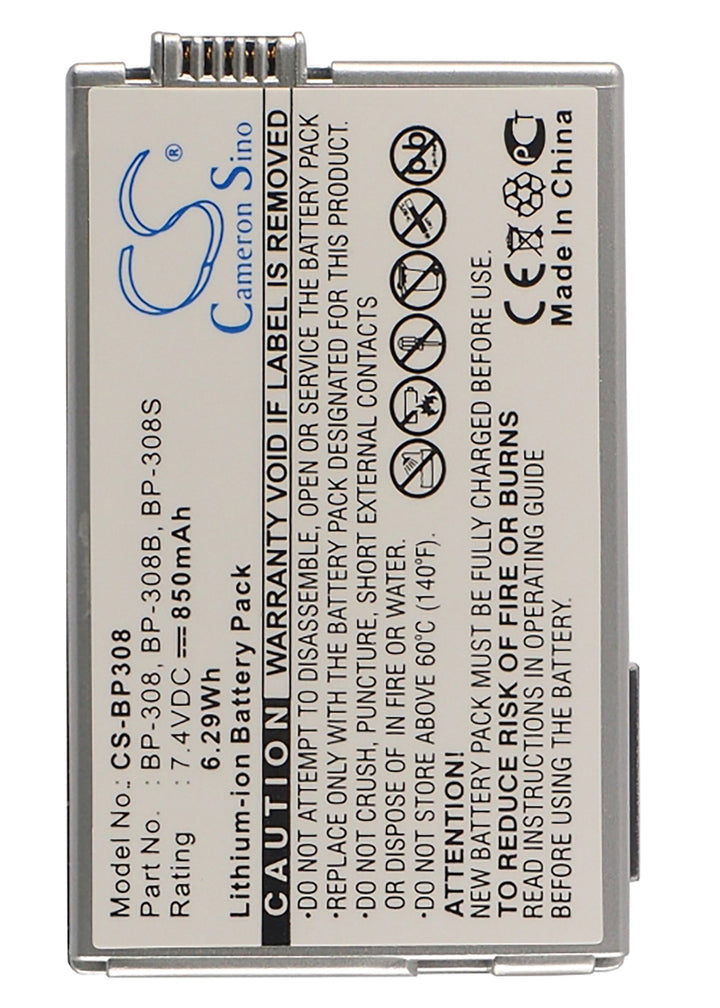 Model No.: CS-BP308
Part No. : BP-308, BP-308B, BP-308S
Rating : 7.4VDC ⎓ 850mAh
6.29Wh
Lithium-ion Battery Pack
CS®
Cameron Sino
CAUTION WARRANTY VOID IF LABEL IS REMOVED
·DO NOT ATTEMPT TO DISASSEMBLE, OPEN OR SERVICE THE BATTERY PACK
·REPLACE ONLY WITH THE BATTERY PACK DESIGNATED FOR THIS PRODUCT.
·DO NOT CRUSH, PUNCTURE, SHORT EXTERNAL CONTACTS
OR DISPOSE OF IN FIRE OR WATER.
·DO NOT STORE ABOVE 60°C (140°F).
Pb
ATTENTION!
NEW BATTERY PACK MUST BE FULLY CHARGED BEFORE USE.
TO REDUCE RISK OF FIRE OR BURNS
READ INSTRUCTIONS IN OPERATING GUIDE
BEFORE USING THE BATTERY.
CE PCT
Made In China